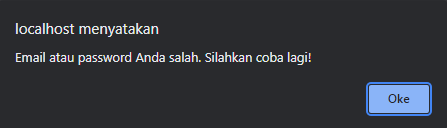 localhost menyatakan
Email atau password Anda salah. Silahkan coba lagi!
Oke